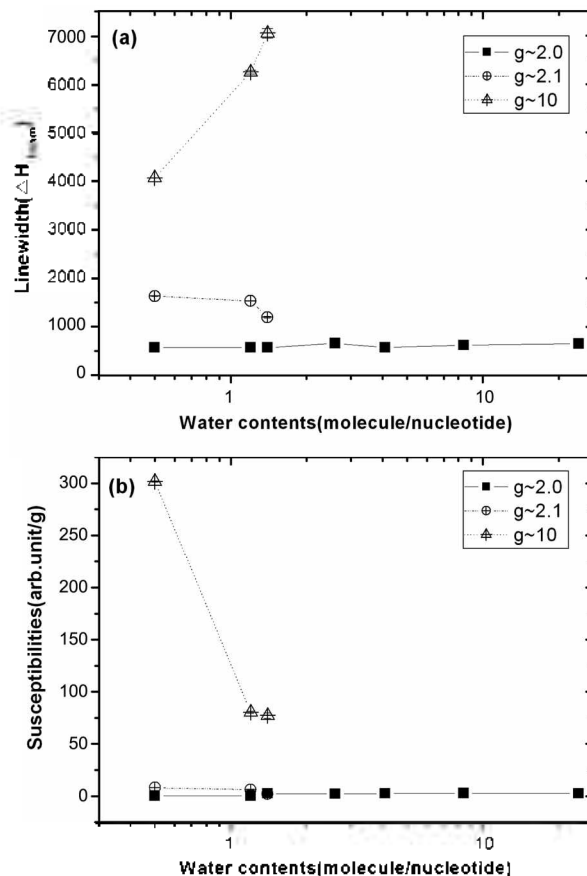 7000
6000
5000
4000
3000
2000
1000
0
Linewidth(△H
(a)
g~2.0
g~2.1
g~10
1
10
Water contents(molecule/nucleotide)
300
250
200
150
100
50
0
Susceptibilities(arb.unit/g)
(b)
g~2.0
g~2.1
g~10
1
10
Water contents(molecule/nucleotide)